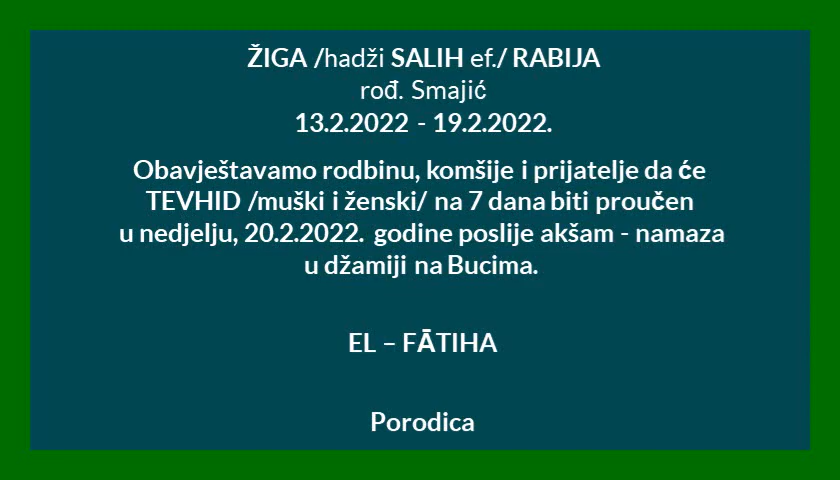 ŽIGA /hadži SALIH ef./ RABIJA
rođ. Smajić
13.2.2022 - 19.2.2022.
Obavještavamo rodbinu, komšije i prijatelje da će
TEVHID /muški i ženski/ na 7 dana biti proučen
u nedjelju, 20.2.2022. godine poslije akšam - namaza
u džamiji na Bucima.
EL – FĀTIHA
Porodica